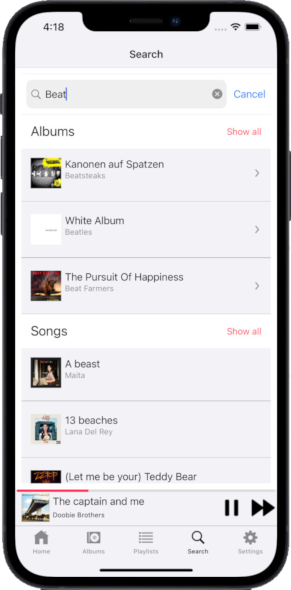 4:18
Search
Beat
Cancel
Albums
Show all
Kanonen auf Spatzen
Beatsteaks
White Album
Beatles
The Pursuit Of Happiness
Beat Farmers
Songs
Show all
A beast
Maita
13 beaches
Lana Del Rey
(Let me be your) Teddy Bear
The captain and me
Doobie Brothers
Home
Albums
Playlists
Search
Settings